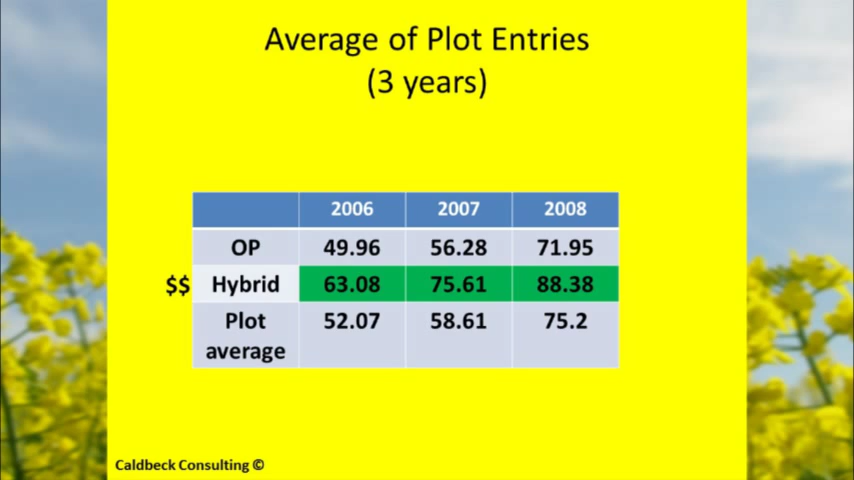 Average of Plot Entries
(3 years)
2006 2007 2008
OP 49.96 56.28 71.95
$$ Hybrid 63.08 75.61 88.38
Plot 52.07 58.61 75.2
average
Caldbeck Consulting ©